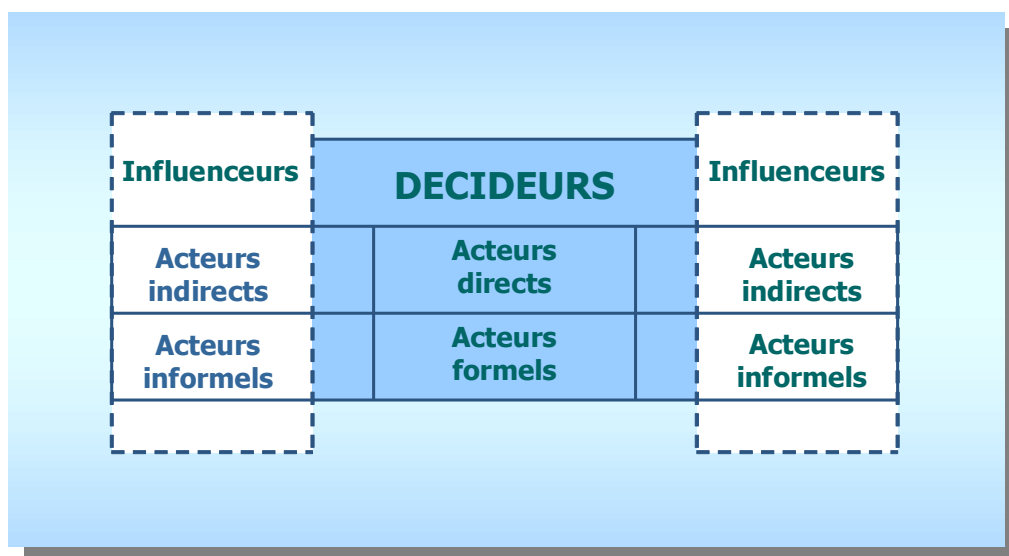 Influenceurs
DECIDEURS
Influenceurs
Acteurs
indirects
Acteurs
directs
Acteurs
indirects
Acteurs
informels
Acteurs
formels
Acteurs
informels